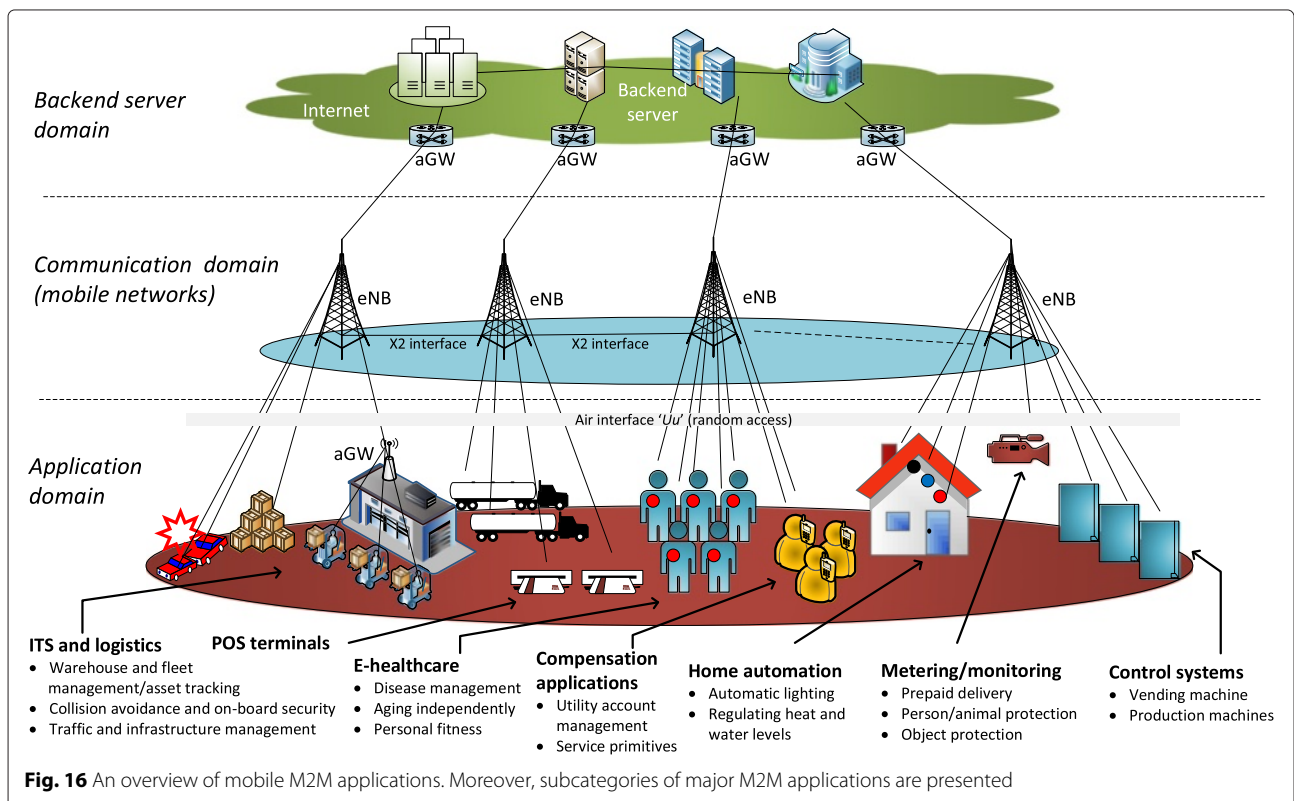 Backend server
domain
Internet
Backend
server
aGW
aGW
aGW
aGW
Communication domain
(mobile networks)
eNB
eNB
eNB
eNB
X2 interface
X2 interface
Air interface ‘Uu’ (random access)
Application
domain
aGW
ITS and logistics
• Warehouse and fleet
management/asset tracking
• Collision avoidance and on-board security
• Traffic and infrastructure management
POS terminals
E-healthcare
• Disease management
• Aging independently
• Personal fitness
Compensation
applications
• Utility account
management
• Service primitives
Home automation
• Automatic lighting
• Regulating heat and
water levels
Metering/monitoring
• Prepaid delivery
• Person/animal protection
• Object protection
Control systems
• Vending machine
• Production machines
Fig. 16 An overview of mobile M2M applications. Moreover, subcategories of major M2M applications are presented